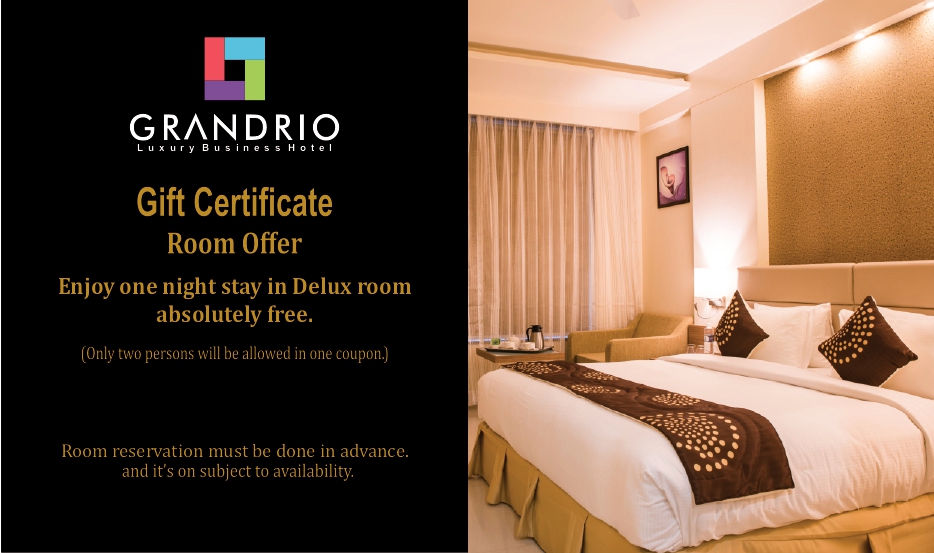 GRANDRIO
Luxury Business Hotel
Gift Certificate
Room Offer
Enjoy one night stay in Delux room
absolutely free.
(Only two persons will be allowed in one coupon.)
Room reservation must be done in advance.
and it's on subject to availability.